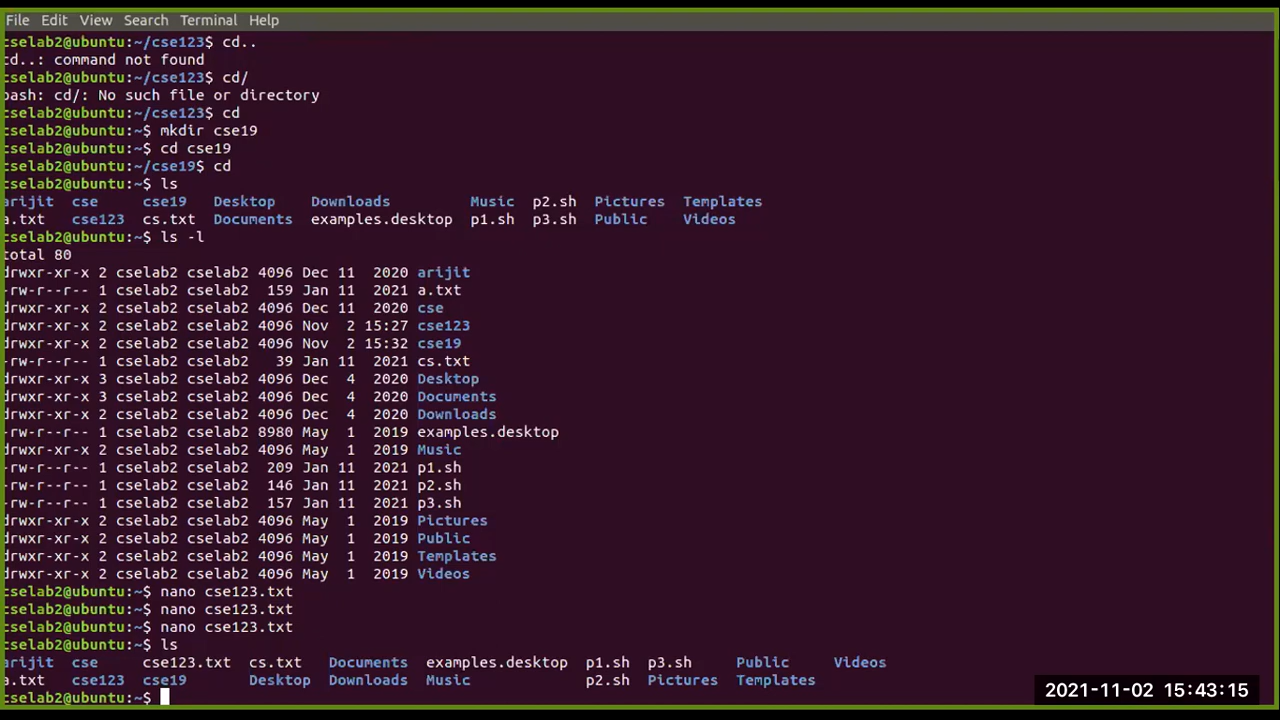 File Edit View Search Terminal Help
cselab2@ubuntu:~/cse123$ cd..
cd..: command not found
cselab2@ubuntu:~/cse123$ cd/
bash: cd/: No such file or directory
cselab2@ubuntu:~/cse123$ cd
cselab2@ubuntu:~$ mkdir cse19
cselab2@ubuntu:~$ cd cse19
cselab2@ubuntu:~/cse19$ cd
cselab2@ubuntu:~$ ls
arijit cse cse19 Desktop Downloads Music p2.sh Pictures Templates
a.txt cse123 cs.txt Documents examples.desktop p1.sh p3.sh Public Videos
cselab2@ubuntu:~$ ls -l
total 80
drwxr-xr-x 2 cselab2 cselab2 4096 Dec 11 2020 arijit
-rw-r--r-- 1 cselab2 cselab2 159 Jan 11 2021 a.txt
drwxr-xr-x 2 cselab2 cselab2 4096 Dec 11 2020 cse
drwxr-xr-x 2 cselab2 cselab2 4096 Nov 2 15:27 cse123
drwxr-xr-x 2 cselab2 cselab2 4096 Nov 2 15:32 cse19
-rw-r--r-- 1 cselab2 cselab2 39 Jan 11 2021 cs.txt
drwxr-xr-x 3 cselab2 cselab2 4096 Dec 4 2020 Desktop
drwxr-xr-x 3 cselab2 cselab2 4096 Dec 4 2020 Documents
drwxr-xr-x 2 cselab2 cselab2 4096 Dec 4 2020 Downloads
-rw-r--r-- 1 cselab2 cselab2 8980 May 1 2019 examples.desktop
drwxr-xr-x 2 cselab2 cselab2 4096 May 1 2019 Music
-rw-r--r-- 1 cselab2 cselab2 209 Jan 11 2021 p1.sh
-rw-r--r-- 1 cselab2 cselab2 146 Jan 11 2021 p2.sh
-rw-r--r-- 1 cselab2 cselab2 157 Jan 11 2021 p3.sh
drwxr-xr-x 2 cselab2 cselab2 4096 May 1 2019 Pictures
drwxr-xr-x 2 cselab2 cselab2 4096 May 1 2019 Public
drwxr-xr-x 2 cselab2 cselab2 4096 May 1 2019 Templates
drwxr-xr-x 2 cselab2 cselab2 4096 May 1 2019 Videos
cselab2@ubuntu:~$ nano cse123.txt
cselab2@ubuntu:~$ nano cse123.txt
cselab2@ubuntu:~$ nano cse123.txt
cselab2@ubuntu:~$ ls
arijit cse cse123.txt cs.txt Documents examples.desktop p1.sh p3.sh Public Videos
a.txt cse123 cse19 Desktop Downloads Music p2.sh Pictures Templates
cselab2@ubuntu:~$
2021-11-02 15:43:15